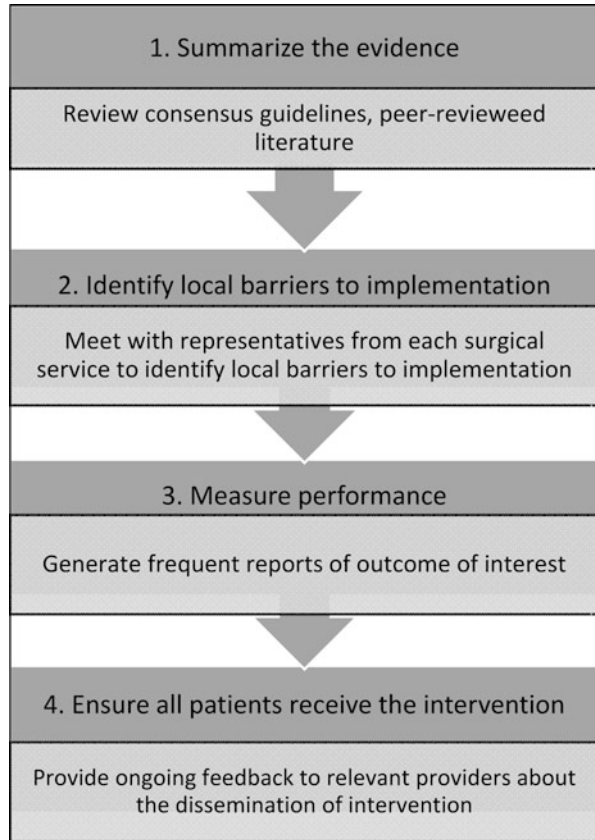 1. Summarize the evidence
Review consensus guidelines, peer-revieweed
literature
2. Identify local barriers to implementation
Meet with representatives from each surgical
service to identify local barriers to implementation
3. Measure performance
Generate frequent reports of outcome of interest
4. Ensure all patients receive the intervention
Provide ongoing feedback to relevant providers about
the dissemination of intervention